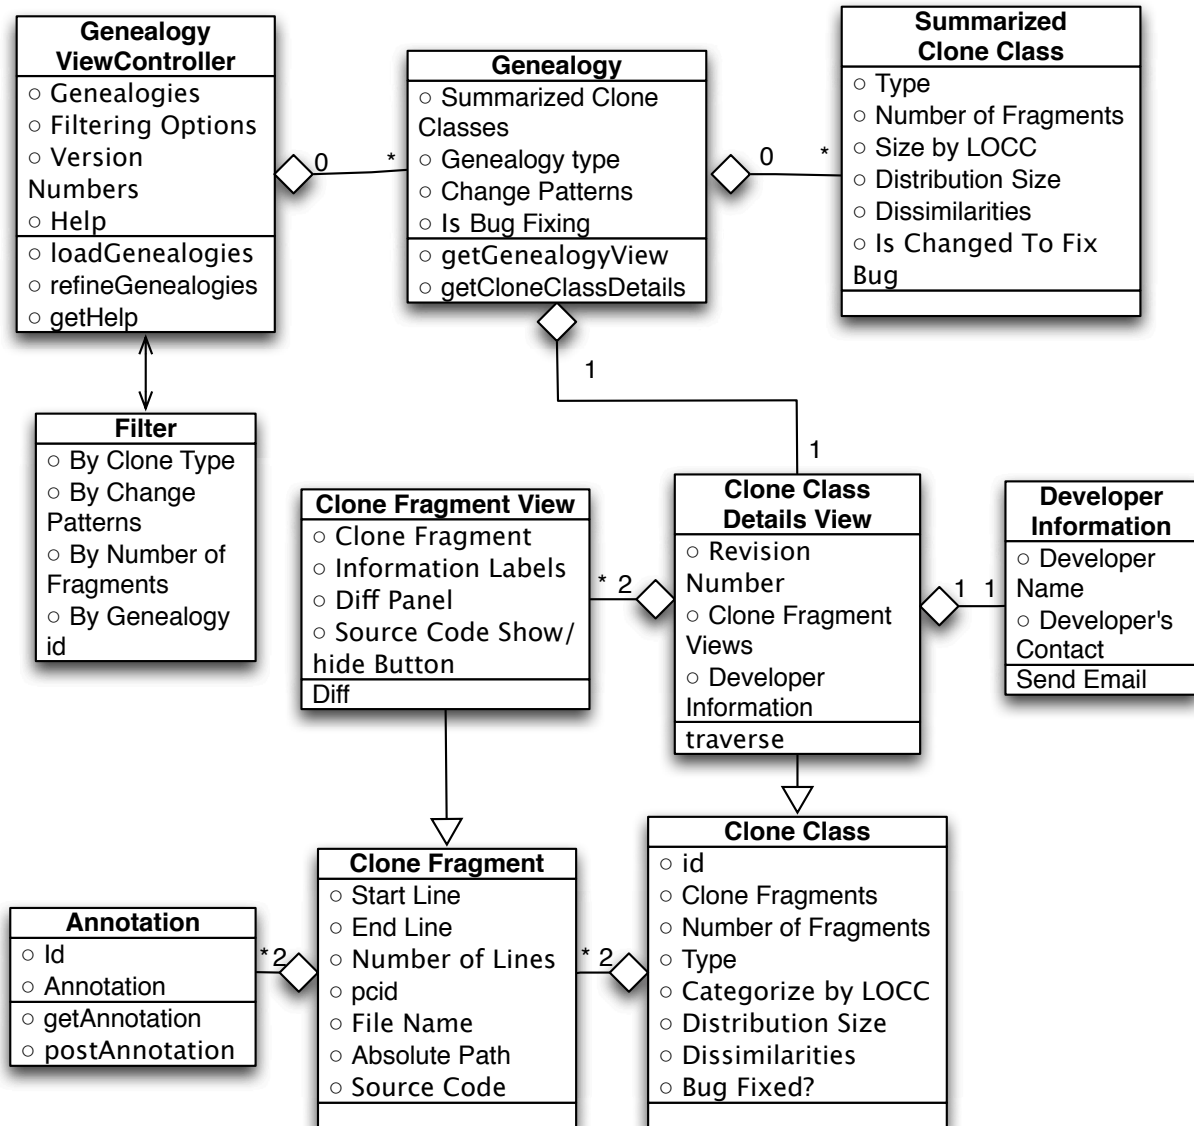 Genealogy
ViewController
○ Genealogies
○ Filtering Options
○ Version
Numbers
○ Help
○ loadGenealogies
○ refineGenealogies
○ getHelp
0
*
Genealogy
○ Summarized Clone
Classes
○ Genealogy type
○ Change Patterns
○ Is Bug Fixing
○ getGenealogyView
○ getCloneClassDetails
0
*
Summarized
Clone Class
○ Type
○ Number of Fragments
○ Size by LOCC
○ Distribution Size
○ Dissimilarities
○ Is Changed To Fix
Bug
1
1
Filter
○ By Clone Type
○ By Change
Patterns
○ By Number of
Fragments
○ By Genealogy
id
Clone Fragment View
○ Clone Fragment
○ Information Labels
○ Diff Panel
○ Source Code Show/
hide Button
Diff
* 2
Clone Class
Details View
○ Revision
Number
○ Clone Fragment
Views
○ Developer
Information
traverse
1 1
Developer
Information
○ Developer
Name
○ Developer's
Contact
Send Email
Annotation
○ Id
○ Annotation
○ getAnnotation
○ postAnnotation
*2
Clone Fragment
○ Start Line
○ End Line
○ Number of Lines
○ pcid
○ File Name
○ Absolute Path
○ Source Code
* 2
Clone Class
○ id
○ Clone Fragments
○ Number of Fragments
○ Type
○ Categorize by LOCC
○ Distribution Size
○ Dissimilarities
○ Bug Fixed?